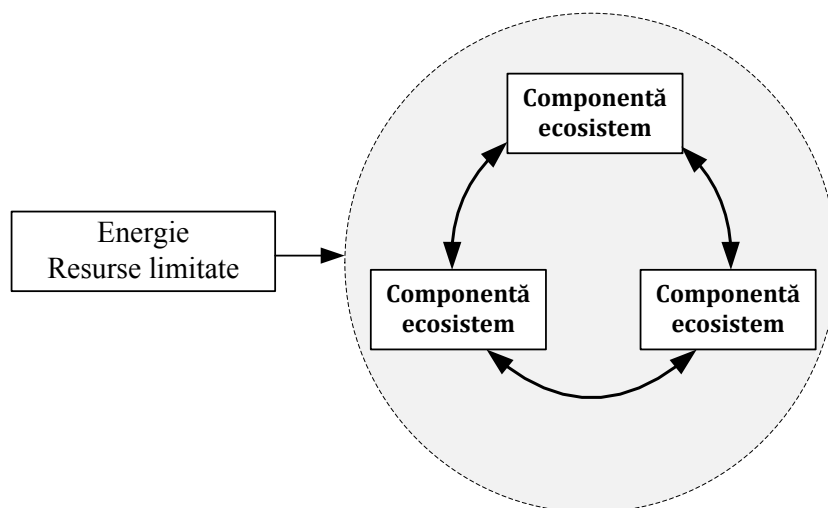 Componentă
ecosistem
Energie
Resurse limitate
Componentă
ecosistem
Componentă
ecosistem